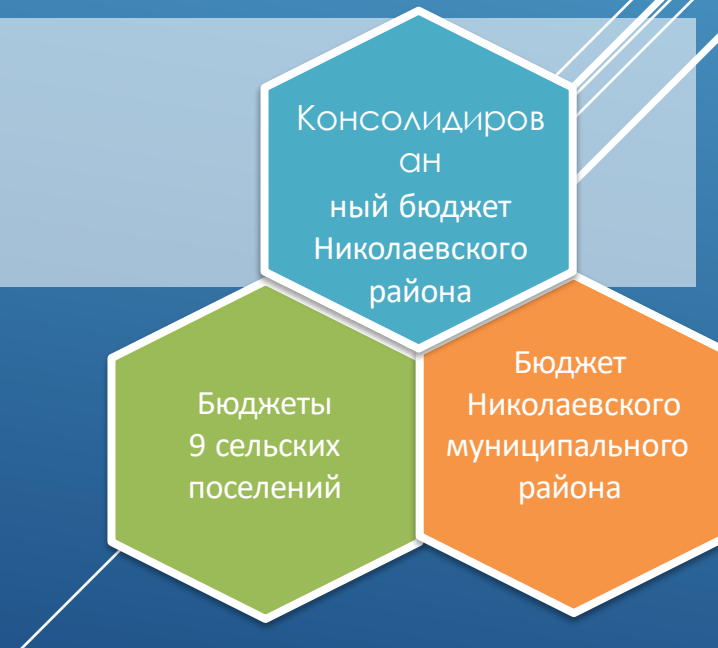 Консолидиров
ан
ный бюджет
Николаевского
района
Бюджеты
9 сельских
поселений
Бюджет
Николаевского
муниципального
района